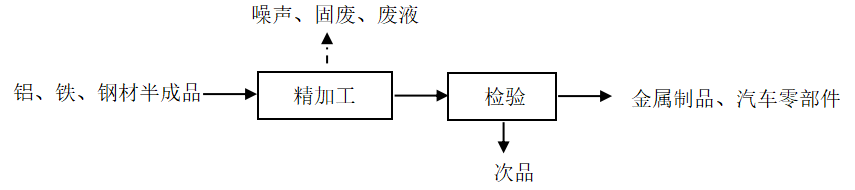 噪声、固废、废液
铝、铁、钢材半成品
精加工
检验
金属制品、汽车零部件
次品